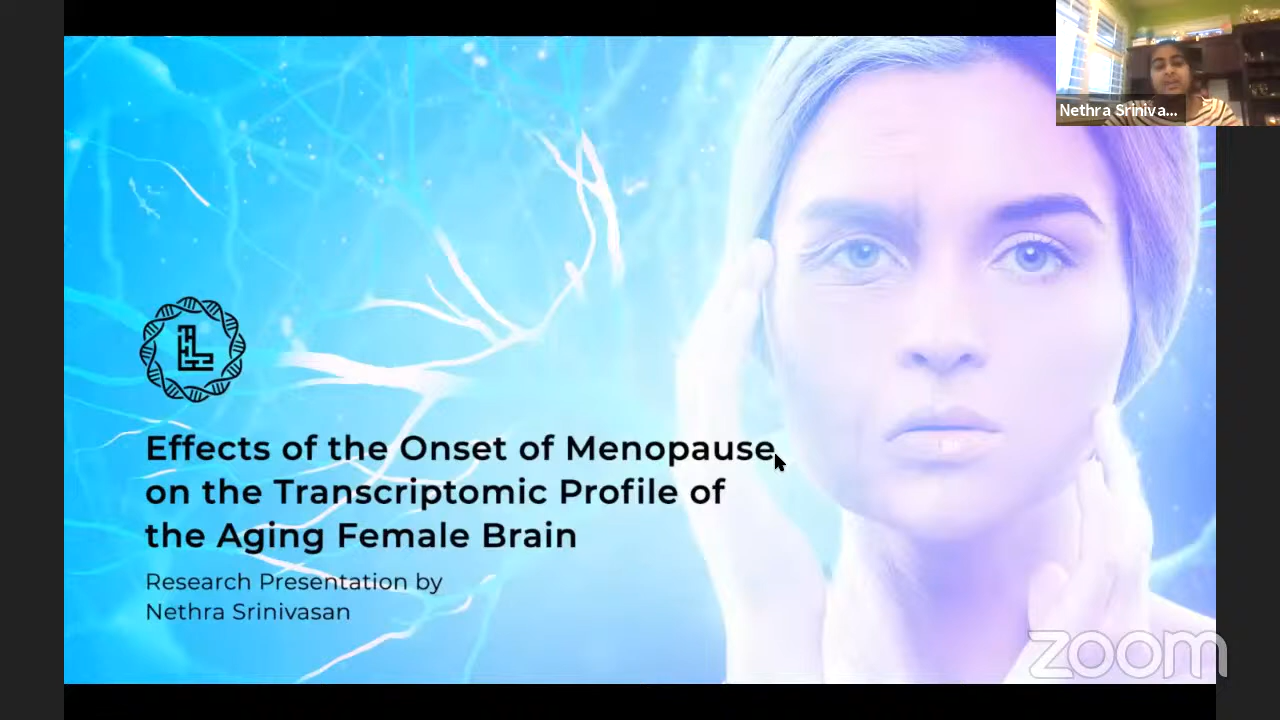 Nethra Sriniva...
Effects of the Onset of Menopause
on the Transcriptomic Profile of
the Aging Female Brain
Research Presentation by
Nethra Srinivasan
zoom